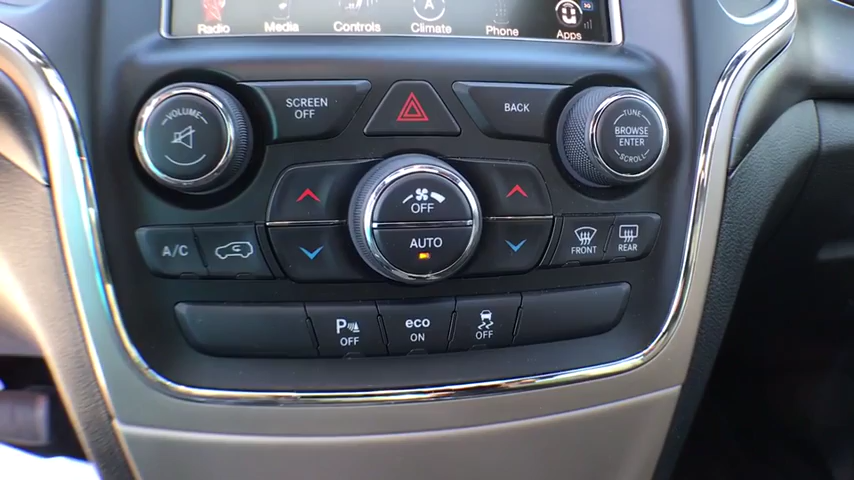 Radio Media Controls Climate Phone Apps
VOLUME
SCREEN
OFF
BACK
TUNE
BROWSE
ENTER
SCROLL
OFF
AUTO
A/C
FRONT
REAR
P
OFF
eco
ON
OFF